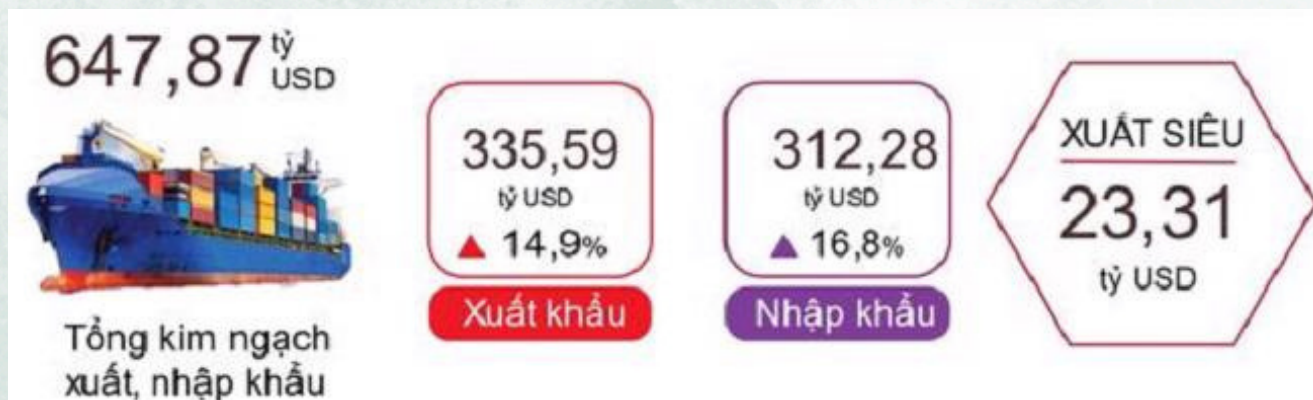 647,87 tỷ USD
Tổng kim ngạch
xuất, nhập khẩu
335,59
tỷ USD
▲ 14,9%
Xuất khẩu
312,28
tỷ USD
▲ 16,8%
Nhập khẩu
XUẤT SIÊU
23,31
tỷ USD